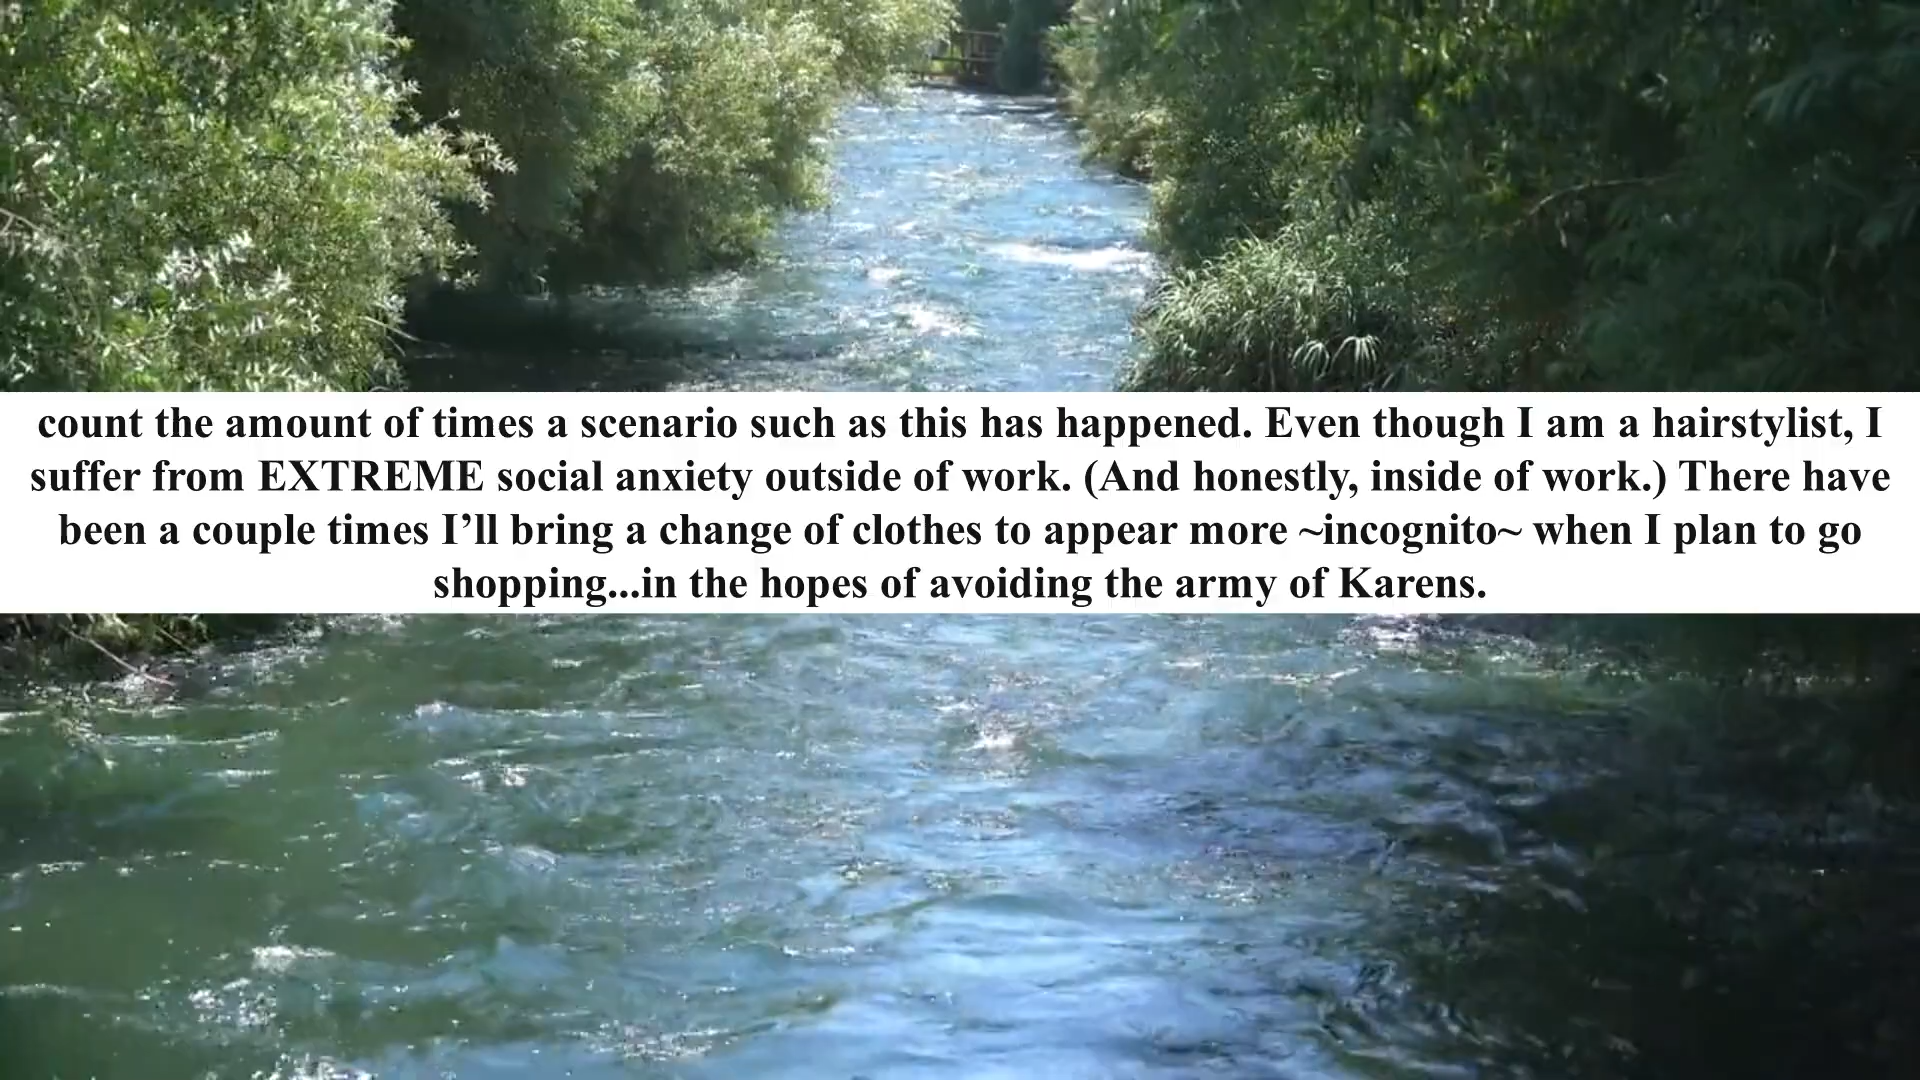 count the amount of times a scenario such as this has happened. Even though I am a hairstylist, I
suffer from EXTREME social anxiety outside of work. (And honestly, inside of work.) There have
been a couple times I’ll bring a change of clothes to appear more ~incognito~ when I plan to go
shopping...in the hopes of avoiding the army of Karens.